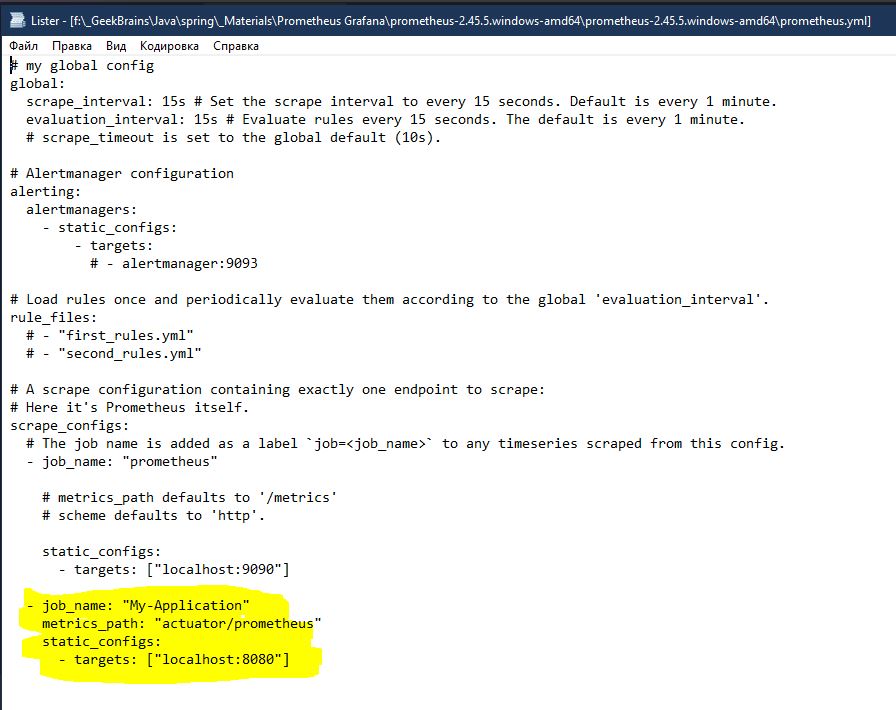 Lister - [f:\_GeekBrains\Java\spring\_Materials\Prometheus Grafana\prometheus-2.45.5.windows-amd64\prometheus-2.45.5.windows-amd64\prometheus.yml]
Файл Правка Вид Кодировка Справка
# my global config
global:
  scrape_interval: 15s # Set the scrape interval to every 15 seconds. Default is every 1 minute.
  evaluation_interval: 15s # Evaluate rules every 15 seconds. The default is every 1 minute.
  # scrape_timeout is set to the global default (10s).

# Alertmanager configuration
alerting:
  alertmanagers:
    - static_configs:
        - targets:
          # - alertmanager:9093

# Load rules once and periodically evaluate them according to the global 'evaluation_interval'.
rule_files:
  # - "first_rules.yml"
  # - "second_rules.yml"

# A scrape configuration containing exactly one endpoint to scrape:
# Here it's Prometheus itself.
scrape_configs:
  # The job name is added as a label `job=<job_name>` to any timeseries scraped from this config.
  - job_name: "prometheus"

    # metrics_path defaults to '/metrics'
    # scheme defaults to 'http'.

    static_configs:
      - targets: ["localhost:9090"]

  - job_name: "My-Application"
    metrics_path: "actuator/prometheus"
    static_configs:
      - targets: ["localhost:8080"]